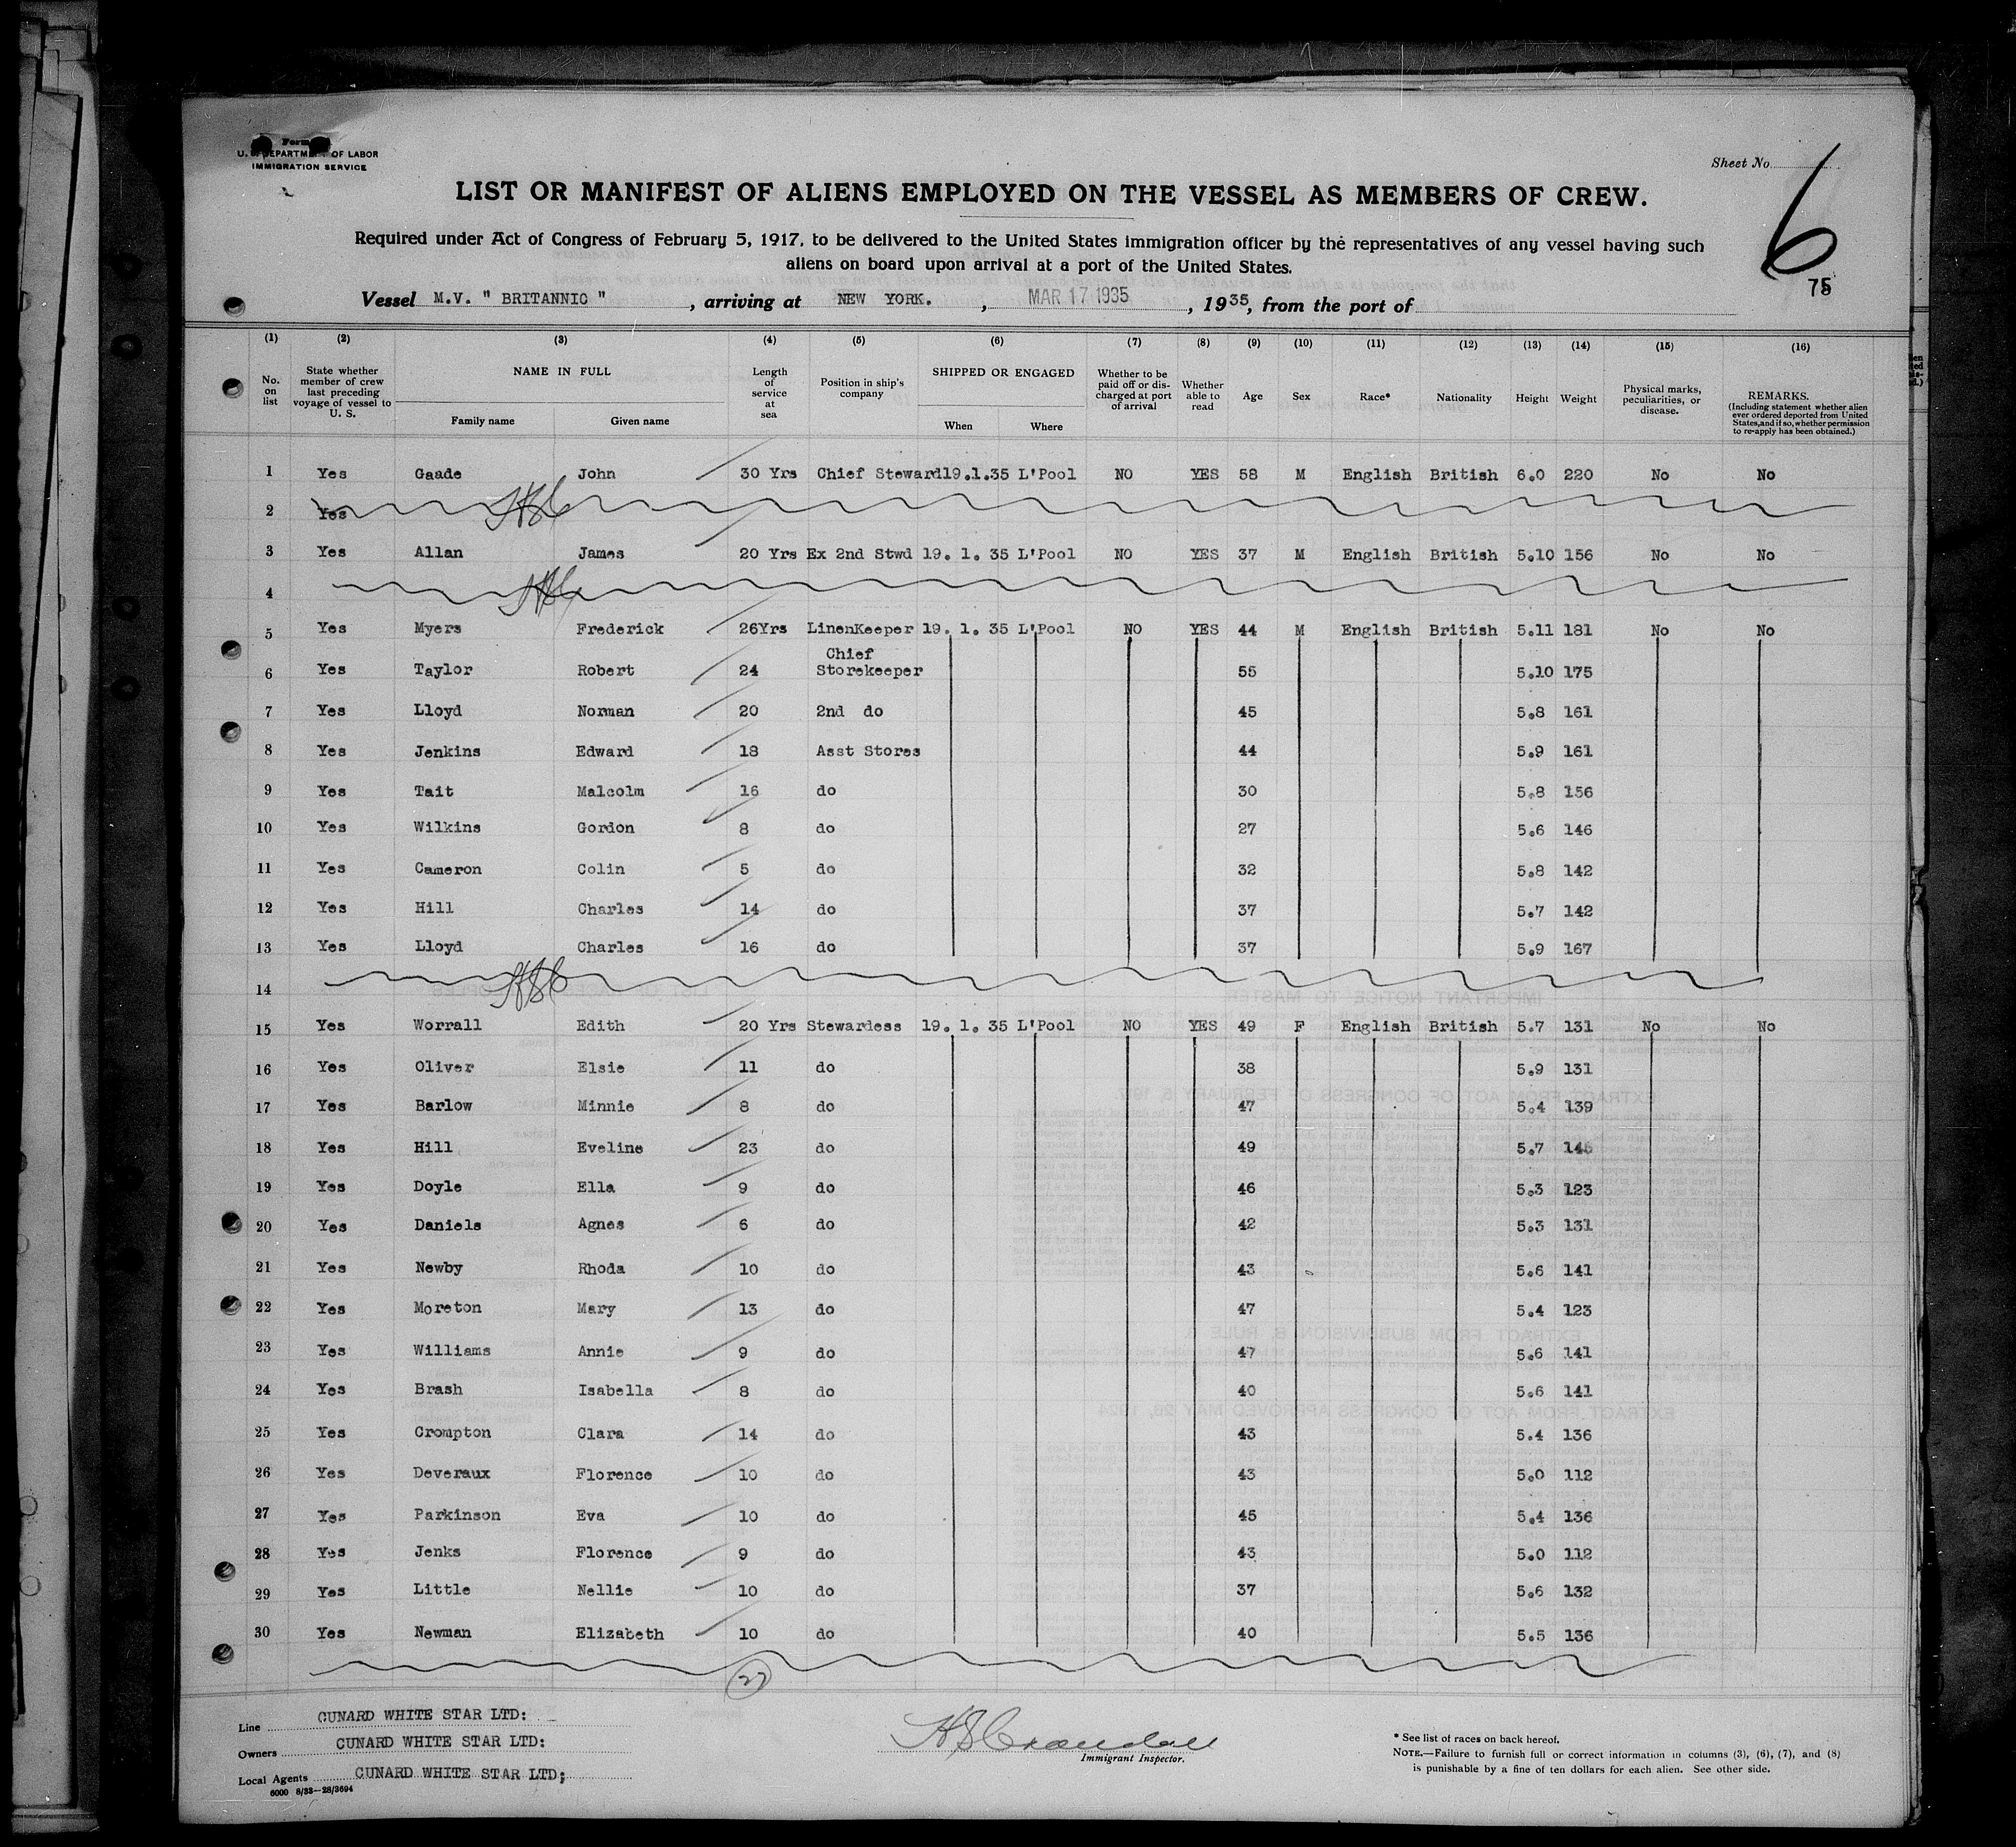 Form
U. S. DEPARTMENT OF LABOR
IMMIGRATION SERVICE
Sheet No. 6
75
LIST OR MANIFEST OF ALIENS EMPLOYED ON THE VESSEL AS MEMBERS OF CREW.
Required under Act of Congress of February 5, 1917, to be delivered to the United States immigration officer by the representatives of any vessel having such
aliens on board upon arrival at a port of the United States.
Vessel M.V. " BRITANNIC " , arriving at NEW YORK. , MAR 17 1935 , 1935, from the port of
(1) (2) (3) (4) (5) (6) (7) (8) (9) (10) (11) (12) (13) (14) (15) (16)
No. on list
State whether member of crew last preceding voyage of vessel to U. S.
NAME IN FULL
Family name Given name
Length of service at sea
Position in ship's company
SHIPPED OR ENGAGED
When Where
Whether to be paid off or discharged at port of arrival
Whether able to read
Age
Sex
Race*
Nationality
Height
Weight
Physical marks, peculiarities, or disease.
REMARKS.
(Including statement whether alien ever ordered deported from United States, and if so, whether permission to re-apply has been obtained.)
1 Yes Gaade John 30 Yrs Chief Steward 19.1.35 L'Pool NO YES 58 M English British 6.0 220 No No
2 Yes
3 Yes Allan James 20 Yrs Ex 2nd Stwd 19. 1. 35 L'Pool NO YES 37 M English British 5.10 156 No No
4
5 Yes Myers Frederick 26Yrs LinenKeeper 19. 1. 35 L'Pool NO YES 44 M English British 5.11 181 No No
6 Yes Taylor Robert 24 Chief Storekeeper 55 5.10 175
7 Yes Lloyd Norman 20 2nd do 45 5.8 161
8 Yes Jenkins Edward 18 Asst Stores 44 5.9 161
9 Yes Tait Malcolm 16 do 30 5.8 156
10 Yes Wilkins Gordon 8 do 27 5.6 146
11 Yes Cameron Colin 5 do 32 5.8 142
12 Yes Hill Charles 14 do 37 5.7 142
13 Yes Lloyd Charles 16 do 37 5.9 167
14
15 Yes Worrall Edith 20 Yrs Stewardess 19. 1. 35 L'Pool NO YES 49 F English British 5.7 131 No No
16 Yes Oliver Elsie 11 do 38 5.9 131
17 Yes Barlow Minnie 8 do 47 5.4 139
18 Yes Hill Eveline 23 do 49 5.7
19 Yes Doyle Ella 9 do 46 5.3 123
20 Yes Daniels Agnes 6 do 42 5.3 131
21 Yes Newby Rhoda 10 do 43 5.6 141
22 Yes Moreton Mary 13 do 47 5.4 123
23 Yes Williams Annie 9 do 47 5.6 141
24 Yes Brash Isabella 8 do 40 5.6 141
25 Yes Crompton Clara 14 do 43 5.4 136
26 Yes Deveraux Florence 10 do 43 5.0 112
27 Yes Parkinson Eva 10 do 45 5.4 136
28 Yes Jenks Florence 9 do 43 5.0 112
29 Yes Little Nellie 10 do 37 5.6 132
30 Yes Newman Elizabeth 10 do 40 5.5 136
27
Line CUNARD WHITE STAR LTD:
Owners CUNARD WHITE STAR LTD:
Local Agents CUNARD WHITE STAR LTD;
6000 8/33—28/3694
Immigrant Inspector.
* See list of races on back hereof.
NOTE.—Failure to furnish full or correct information in columns (3), (6), (7), and (8)
is punishable by a fine of ten dollars for each alien. See other side.